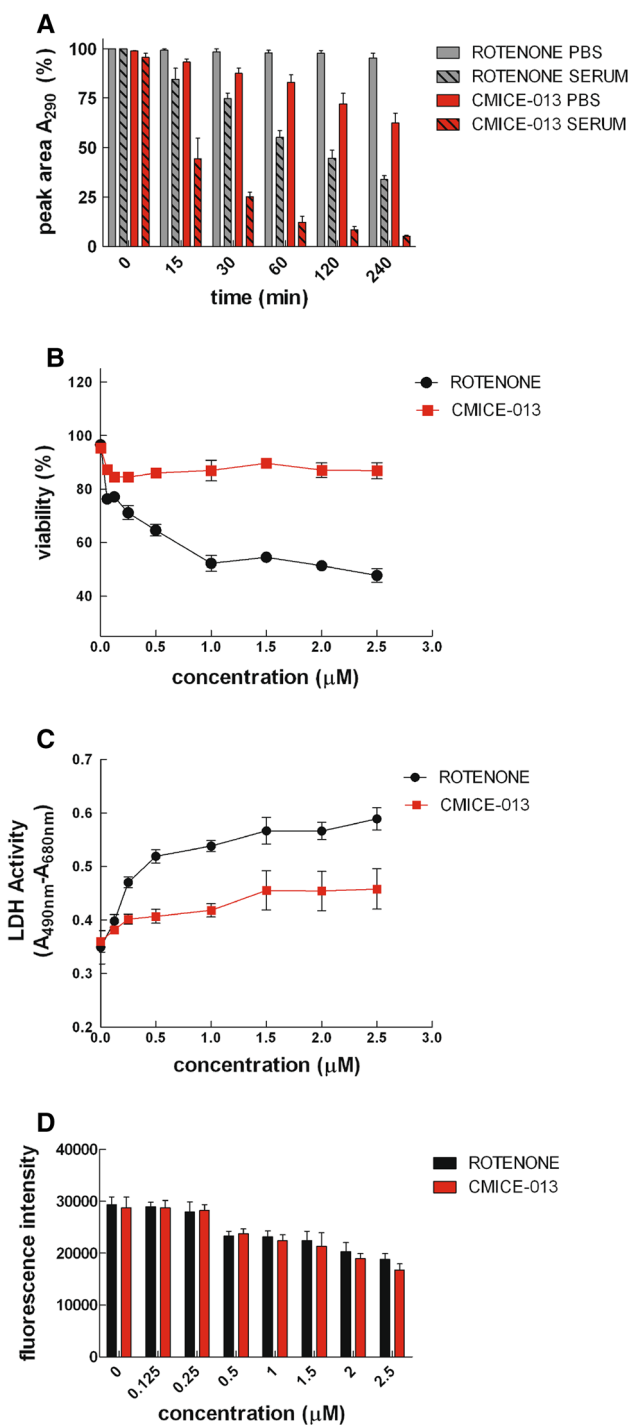 A
peak area A290 (%)
100
75
50
25
0
0 15 30 60 120 240
time (min)
ROTENONE PBS
ROTENONE SERUM
CMICE-013 PBS
CMICE-013 SERUM
B
viability (%)
120
100
80
60
40
0.0 0.5 1.0 1.5 2.0 2.5 3.0
concentration (μM)
ROTENONE
CMICE-013
C
LDH Activity
(A490nm-A680nm)
0.7
0.6
0.5
0.4
0.3
0.2
0.0 0.5 1.0 1.5 2.0 2.5 3.0
concentration (μM)
ROTENONE
CMICE-013
D
fluorescence intensity
40000
30000
20000
10000
0
0 0.125 0.25 0.5 1 1.5 2 2.5
concentration (μM)
ROTENONE
CMICE-013